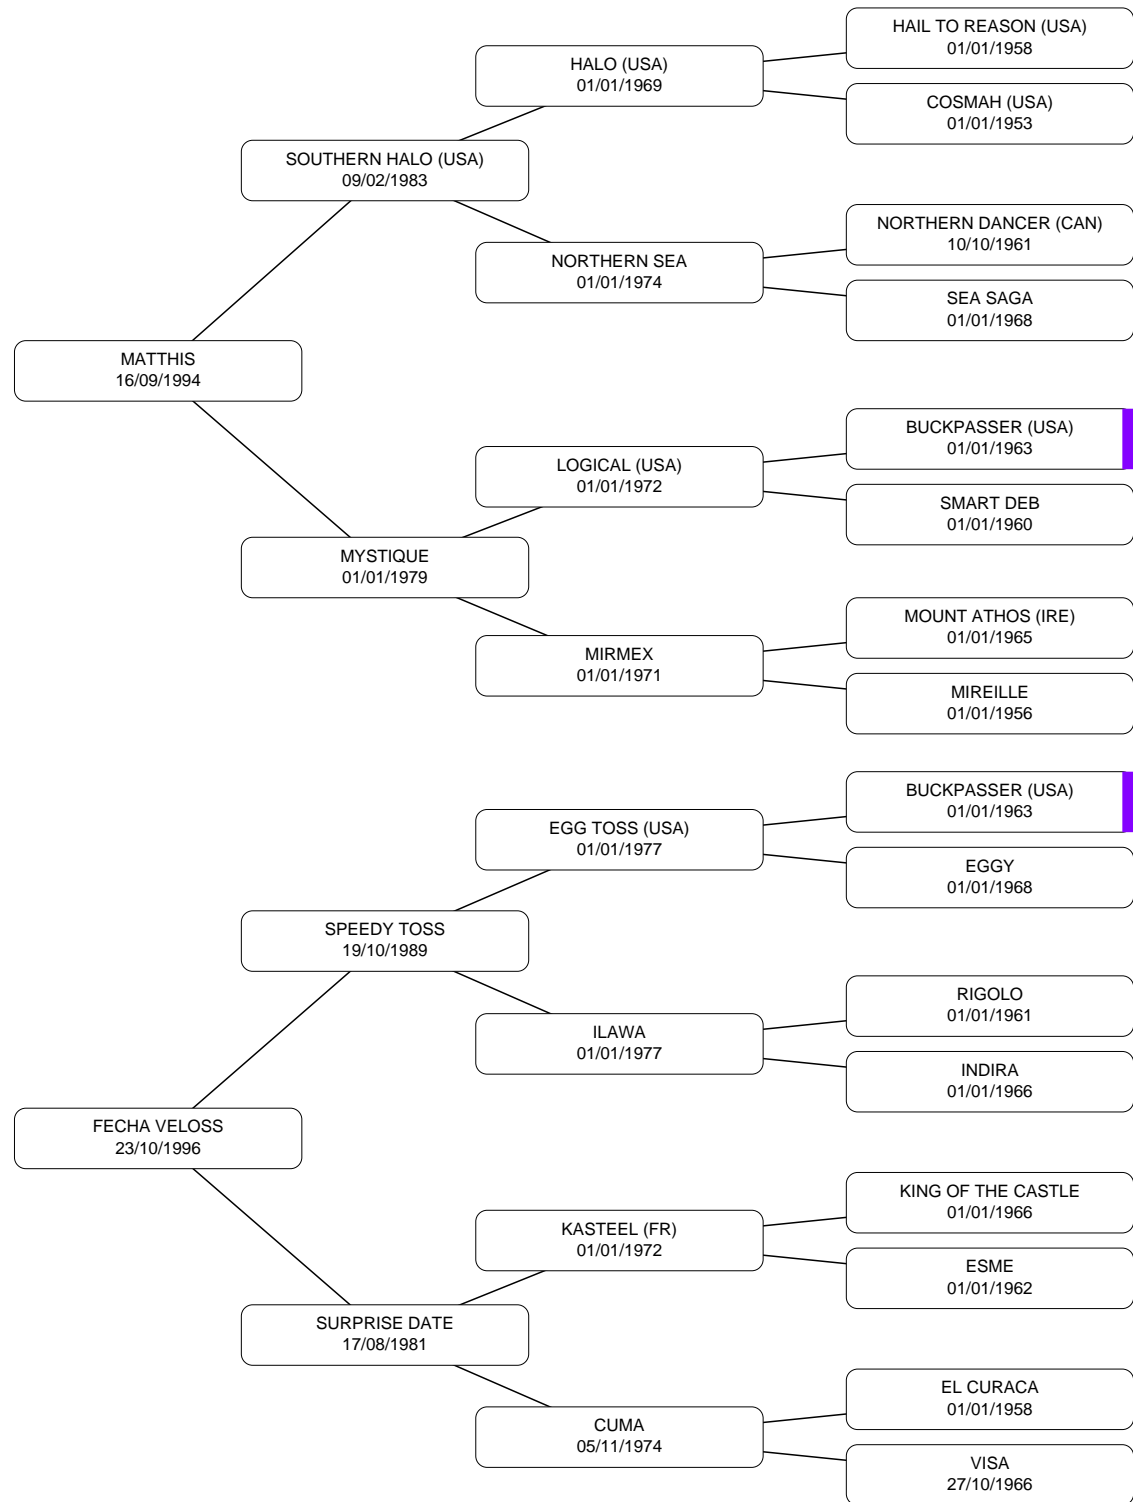 HAIL TO REASON (USA)
01/01/1958
HALO (USA)
01/01/1969
COSMAH (USA)
01/01/1953
SOUTHERN HALO (USA)
09/02/1983
NORTHERN DANCER (CAN)
10/10/1961
NORTHERN SEA
01/01/1974
SEA SAGA
01/01/1968
MATTHIS
16/09/1994
BUCKPASSER (USA)
01/01/1963
LOGICAL (USA)
01/01/1972
SMART DEB
01/01/1960
MYSTIQUE
01/01/1979
MOUNT ATHOS (IRE)
01/01/1965
MIRMEX
01/01/1971
MIREILLE
01/01/1956
BUCKPASSER (USA)
01/01/1963
EGG TOSS (USA)
01/01/1977
EGGY
01/01/1968
SPEEDY TOSS
19/10/1989
RIGOLO
01/01/1961
ILAWA
01/01/1977
INDIRA
01/01/1966
FECHA VELOSS
23/10/1996
KING OF THE CASTLE
01/01/1966
KASTEEL (FR)
01/01/1972
ESME
01/01/1962
SURPRISE DATE
17/08/1981
EL CURACA
01/01/1958
CUMA
05/11/1974
VISA
27/10/1966